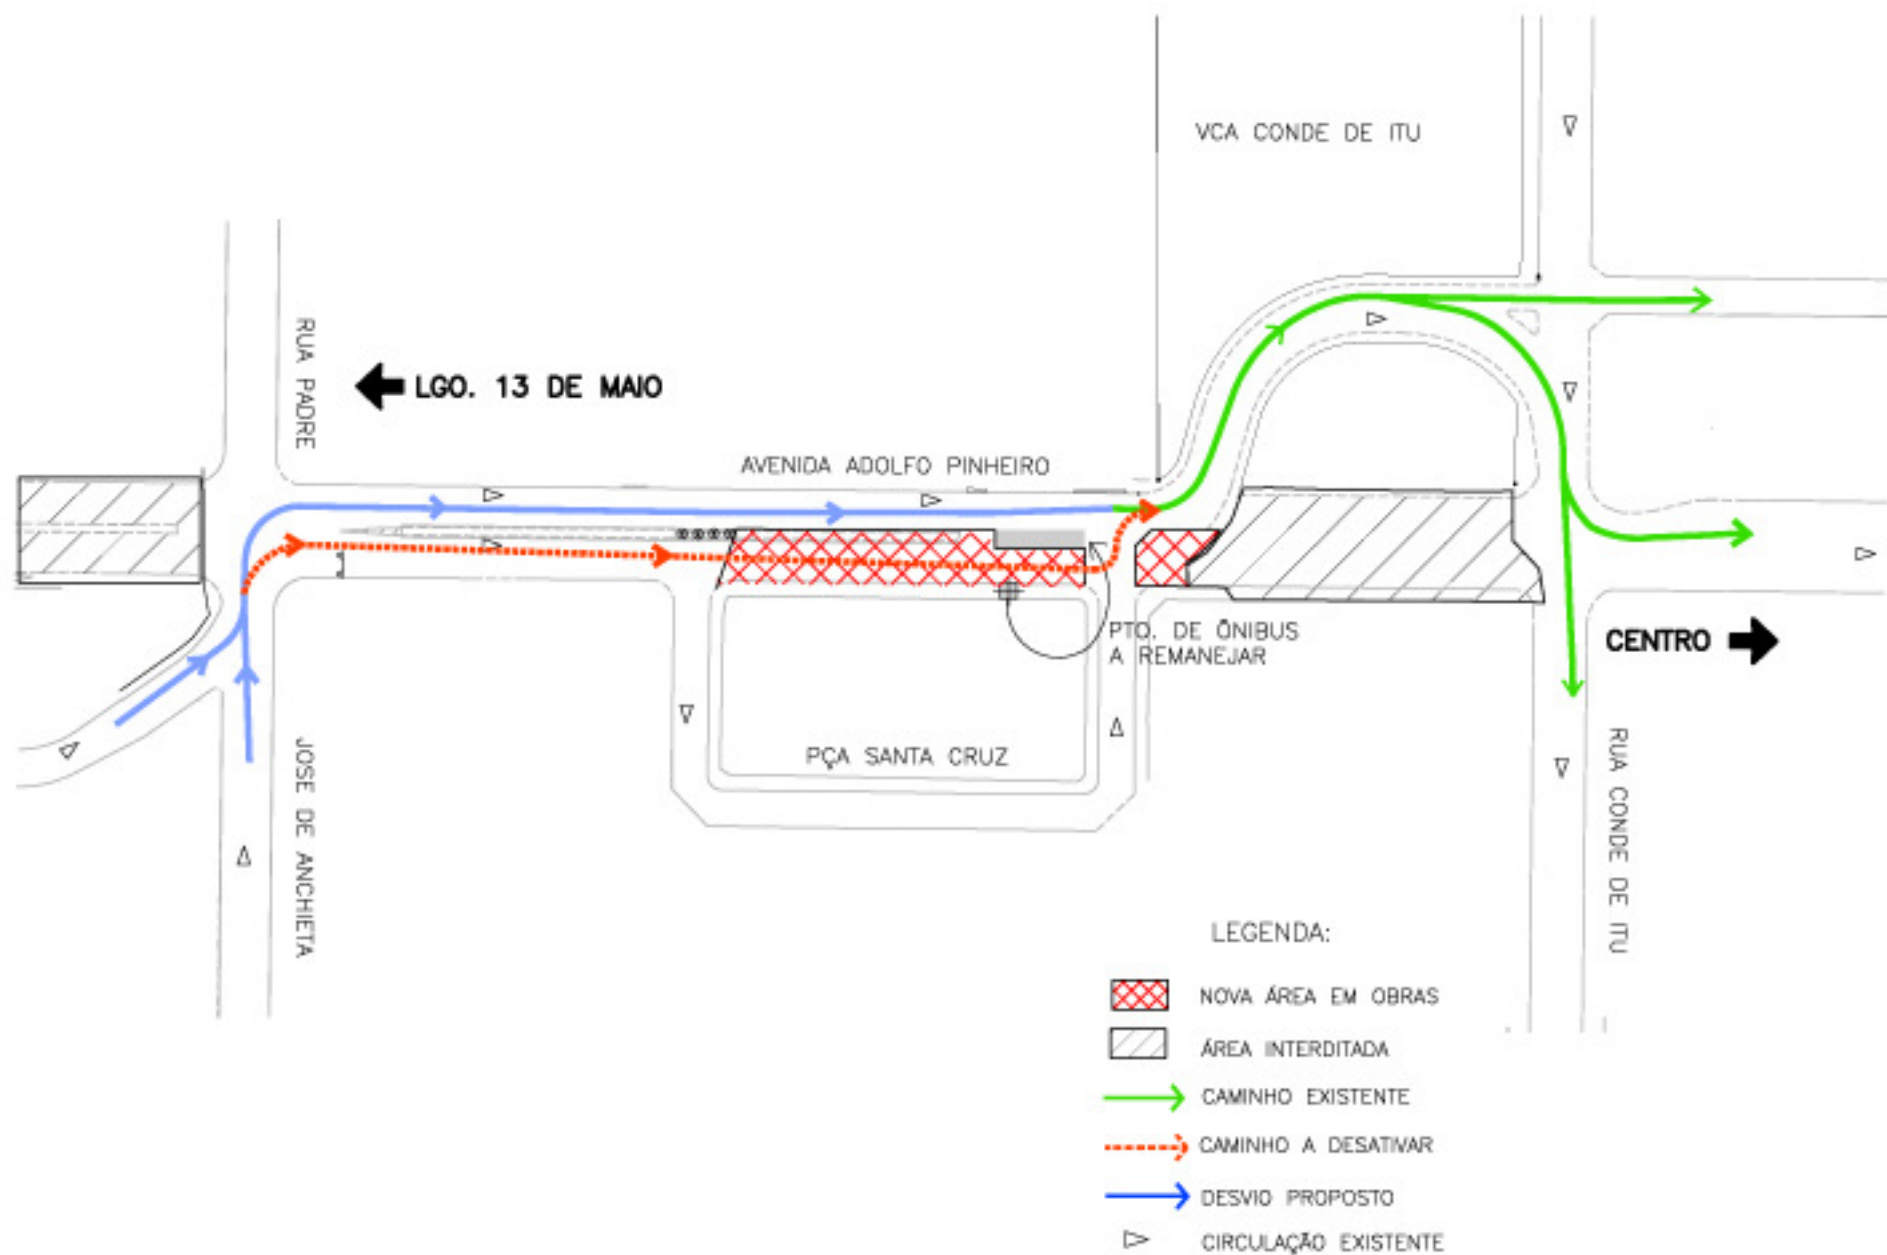 VCA CONDE DE ITU
RUA PADRE
LGO. 13 DE MAIO
AVENIDA ADOLFO PINHEIRO
PTO. DE ÔNIBUS
A REMANEJAR
CENTRO
PÇA SANTA CRUZ
JOSE DE ANCHIETA
RUA CONDE DE ITU
LEGENDA:
NOVA ÁREA EM OBRAS
ÁREA INTERDITADA
CAMINHO EXISTENTE
CAMINHO A DESATIVAR
DESVIO PROPOSTO
CIRCULAÇÃO EXISTENTE